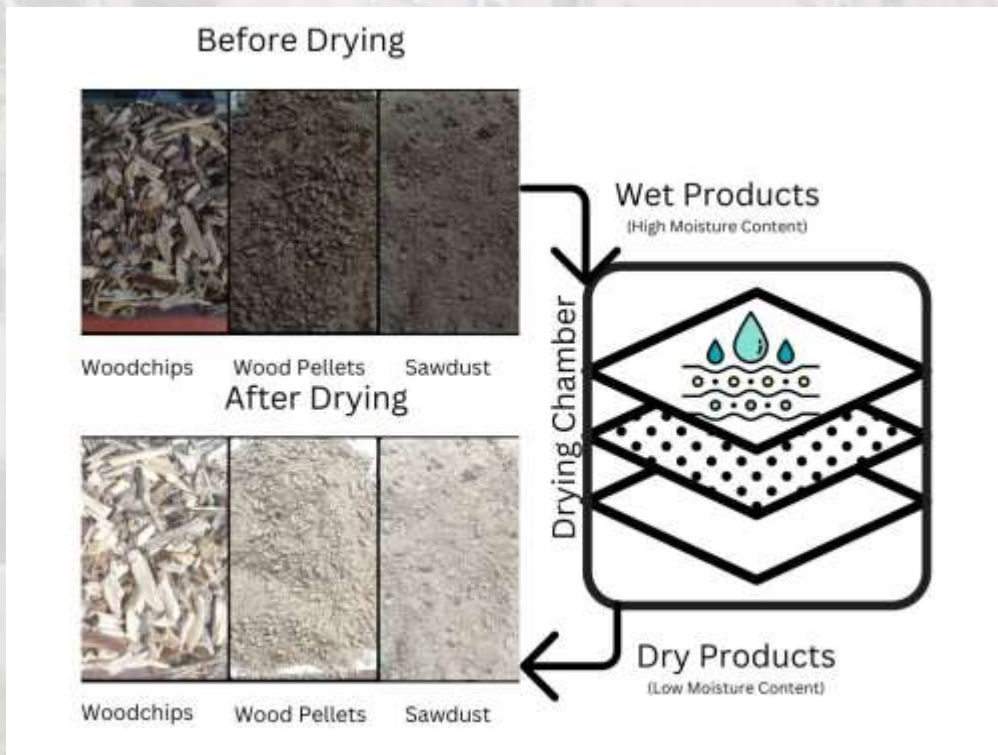 Before Drying
Woodchips
Wood Pellets
Sawdust
After Drying
Woodchips
Wood Pellets
Sawdust
Wet Products
(High Moisture Content)
Drying Chamber
Dry Products
(Low Moisture Content)